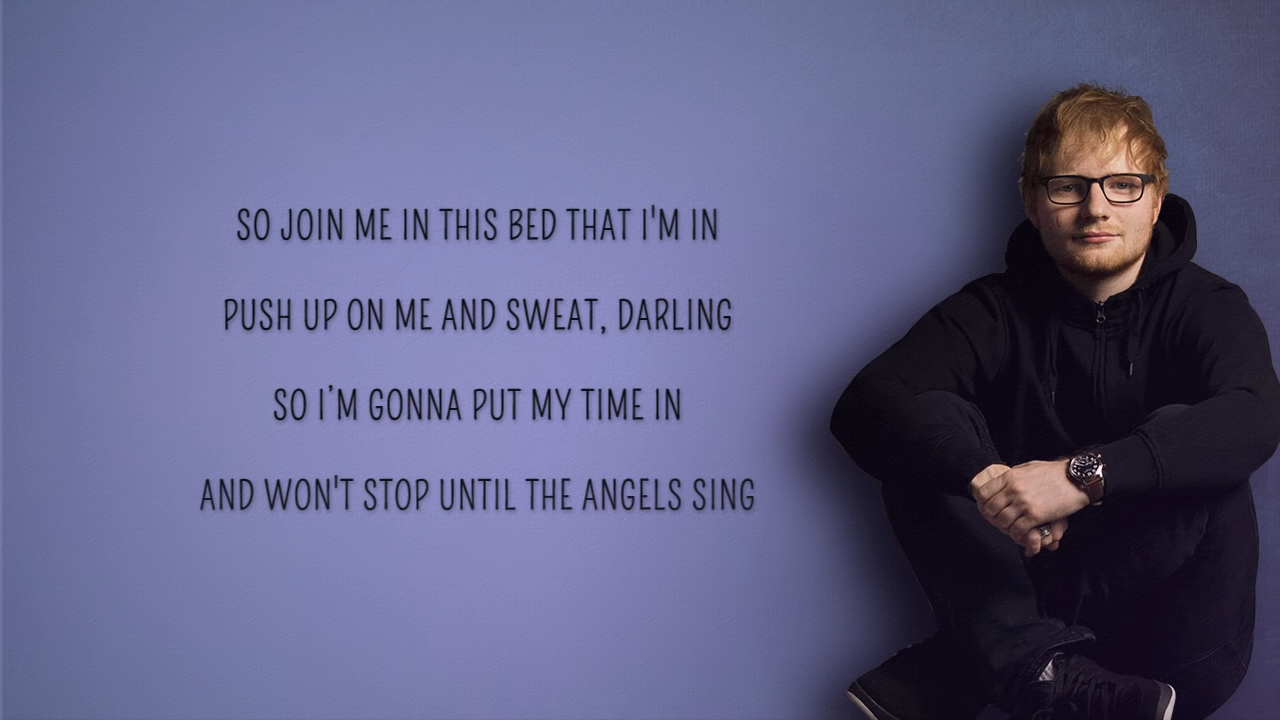 SO JOIN ME IN THIS BED THAT I'M IN
PUSH UP ON ME AND SWEAT, DARLING
SO I’M GONNA PUT MY TIME IN
AND WON'T STOP UNTIL THE ANGELS SING